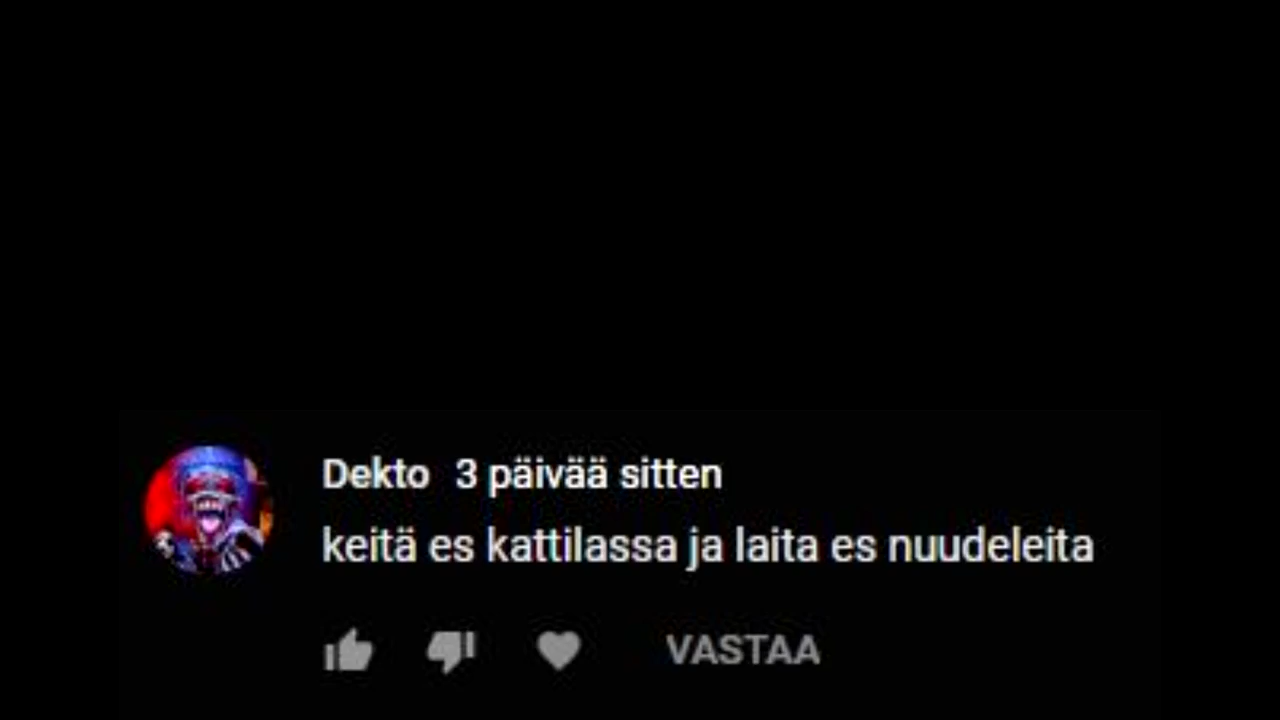 Dekto 3 päivää sitten
keitä es kattilassa ja laita es nuudeleita
VASTAA